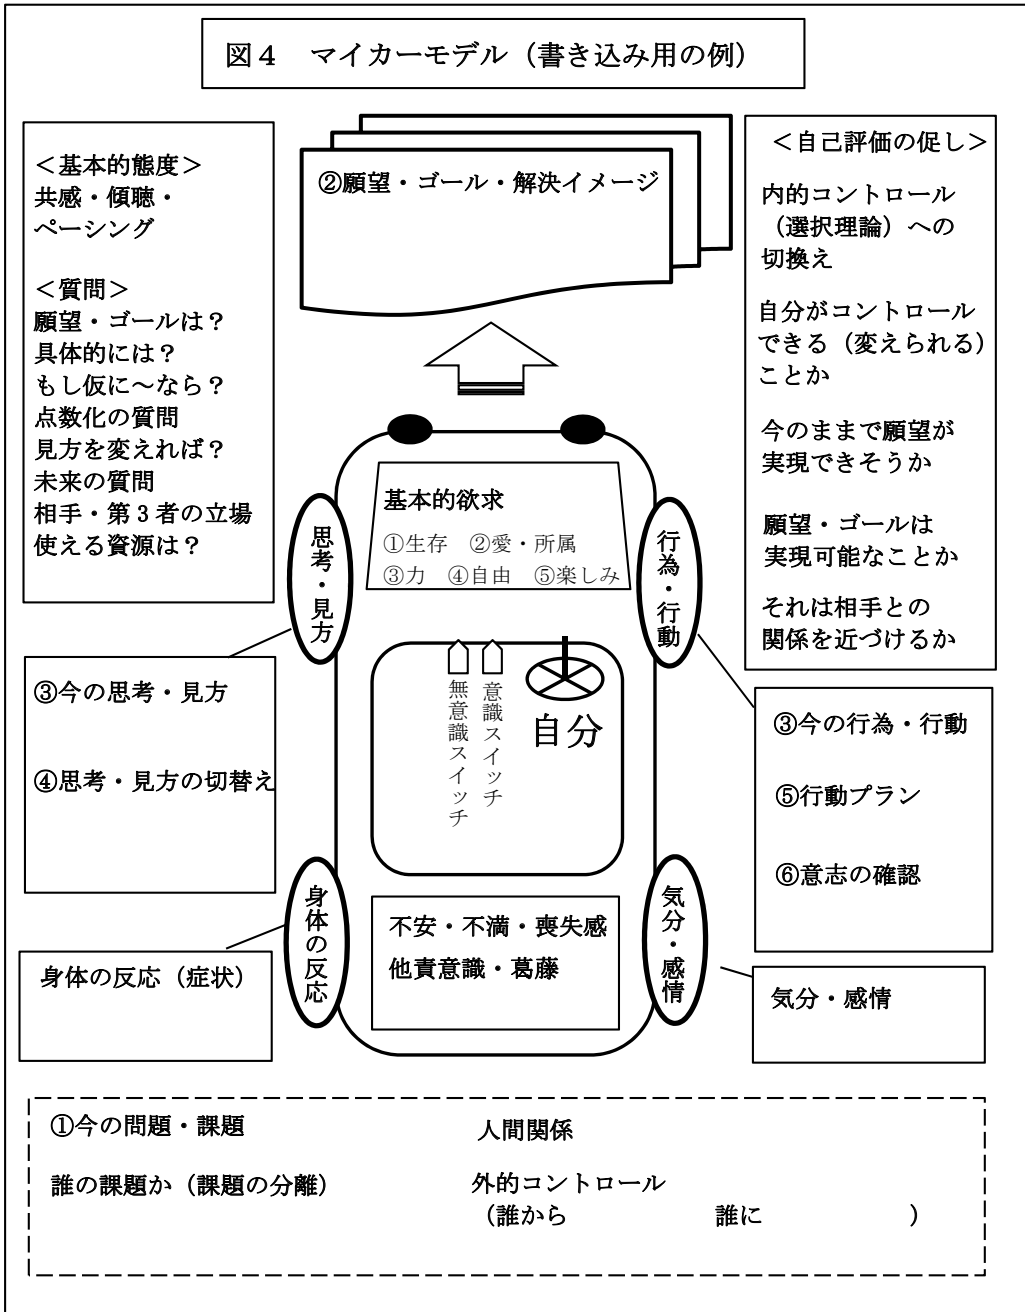 図４　マイカーモデル（書き込み用の例）
＜基本的態度＞
共感・傾聴・
ペーシング
＜質問＞
願望・ゴールは？
具体的には？
もし仮に～なら？
点数化の質問
見方を変えれば？
未来の質問
相手・第３者の立場
使える資源は？
②願望・ゴール・解決イメージ
＜自己評価の促し＞
内的コントロール
（選択理論）への
切換え
自分がコントロール
できる（変えられる）
ことか
今のままで願望が
実現できそうか
願望・ゴールは
実現可能なことか
それは相手との
関係を近づけるか
基本的欲求
①生存　②愛・所属
③力　④自由　⑤楽しみ
思考・見方
行為・行動
無意識スイッチ
意識スイッチ
自分
③今の思考・見方
④思考・見方の切替え
③今の行為・行動
⑤行動プラン
⑥意志の確認
身体の反応
気分・感情
不安・不満・喪失感
他責意識・葛藤
身体の反応（症状）
気分・感情
①今の問題・課題
人間関係
誰の課題か（課題の分離）
外的コントロール
（誰から　　　　　　誰に　　　　　　）